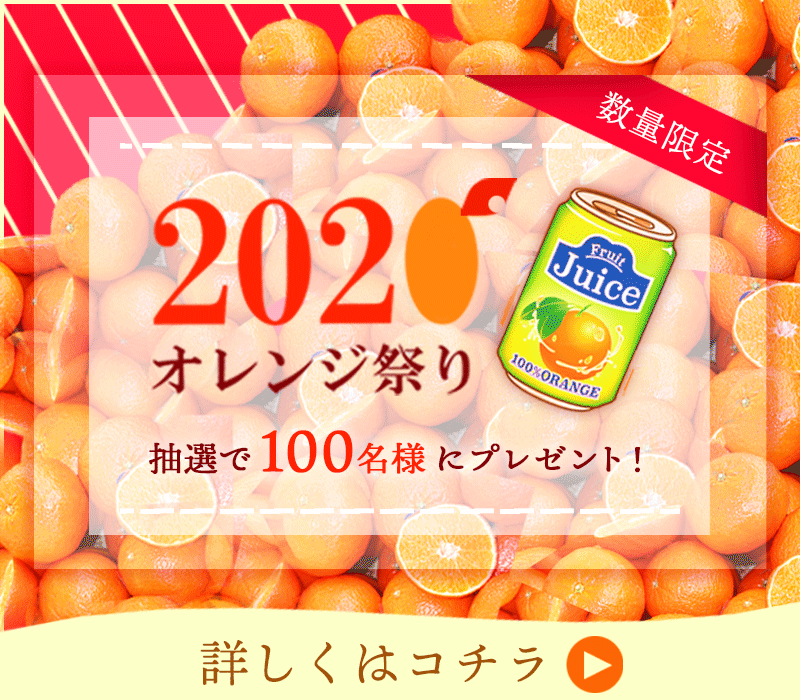 数量限定
2020
オレンジ祭り
Fruit
Juice
100%ORANGE
抽選で100名様にプレゼント!
詳しくはコチラ